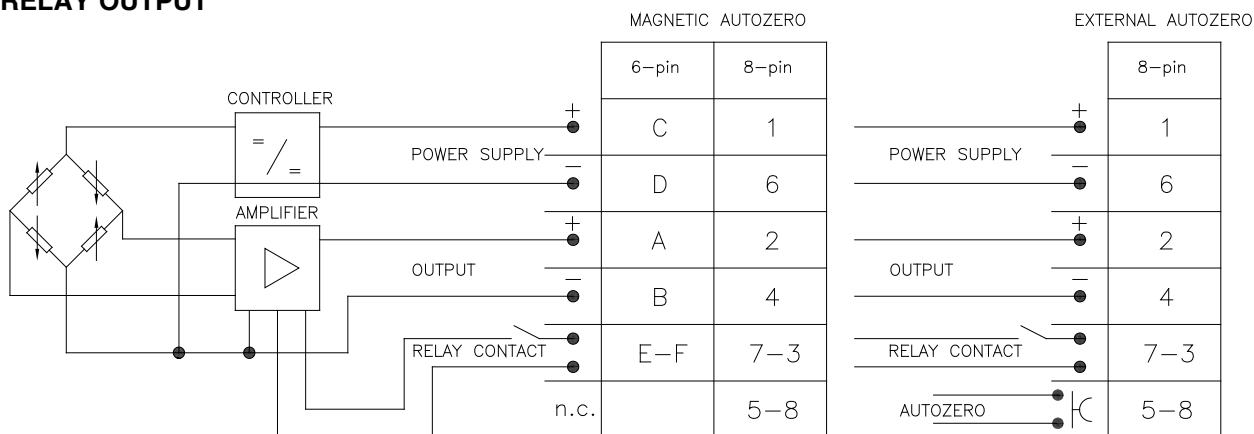 RELAY OUTPUT
MAGNETIC AUTOZERO
EXTERNAL AUTOZERO
6-pin 8-pin 8-pin
CONTROLLER
+ C 1 + 1
= / =
POWER SUPPLY POWER SUPPLY
- D 6 - 6
AMPLIFIER
+ A 2 + 2
OUTPUT OUTPUT
- B 4 - 4
RELAY CONTACT E-F 7-3 RELAY CONTACT 7-3
n.c. 5-8 AUTOZERO 5-8